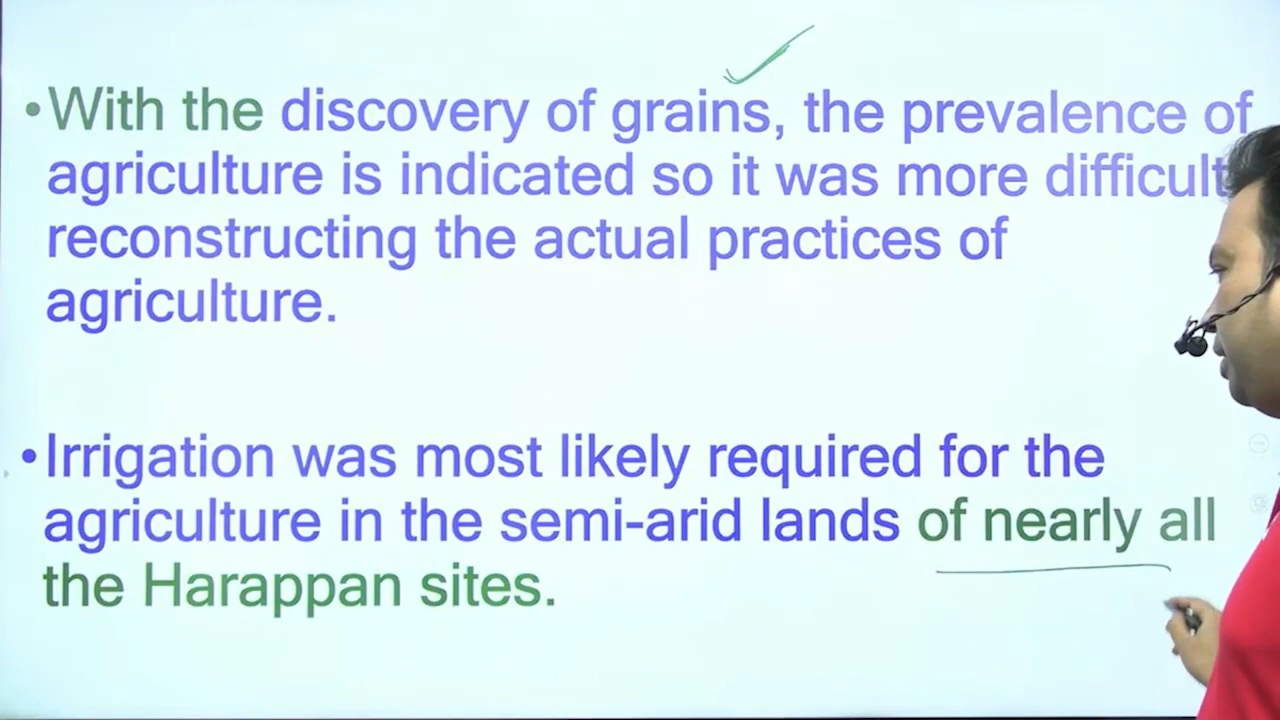 •With the discovery of grains, the prevalence of
agriculture is indicated so it was more difficult
reconstructing the actual practices of
agriculture.
•Irrigation was most likely required for the
agriculture in the semi-arid lands of nearly all
the Harappan sites.